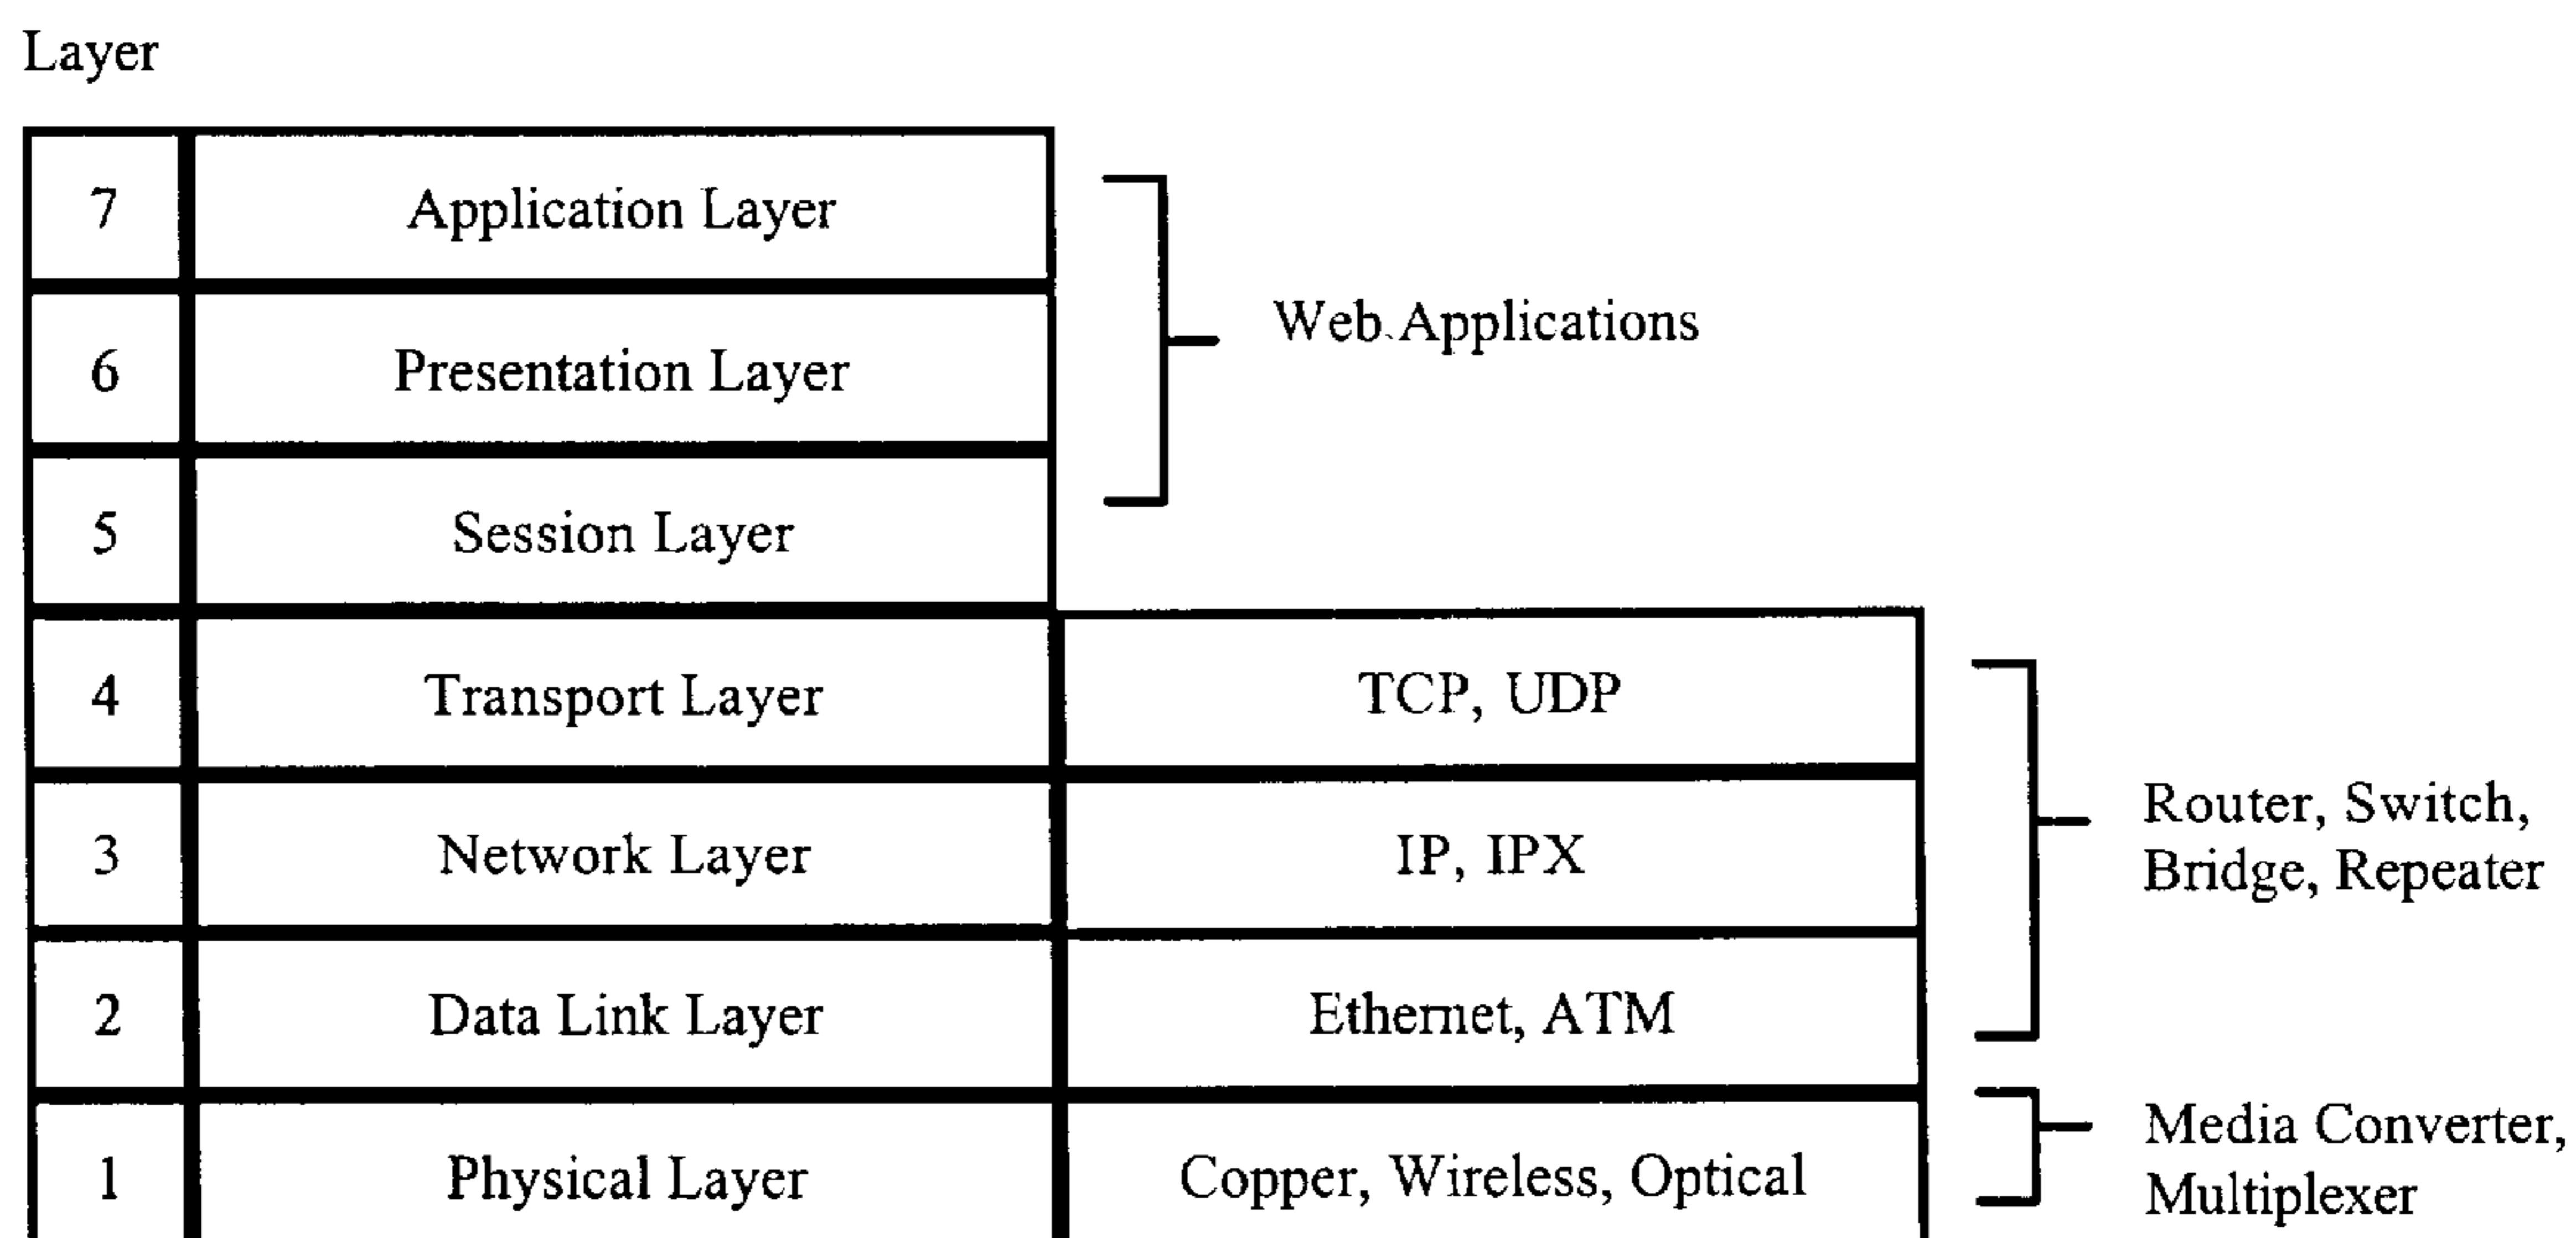 Layer
7 Application Layer
6 Presentation Layer
5 Session Layer
Web Applications
4 Transport Layer TCP, UDP
3 Network Layer IP, IPX
2 Data Link Layer Ethernet, ATM
Router, Switch,
Bridge, Repeater
1 Physical Layer Copper, Wireless, Optical
Media Converter,
Multiplexer